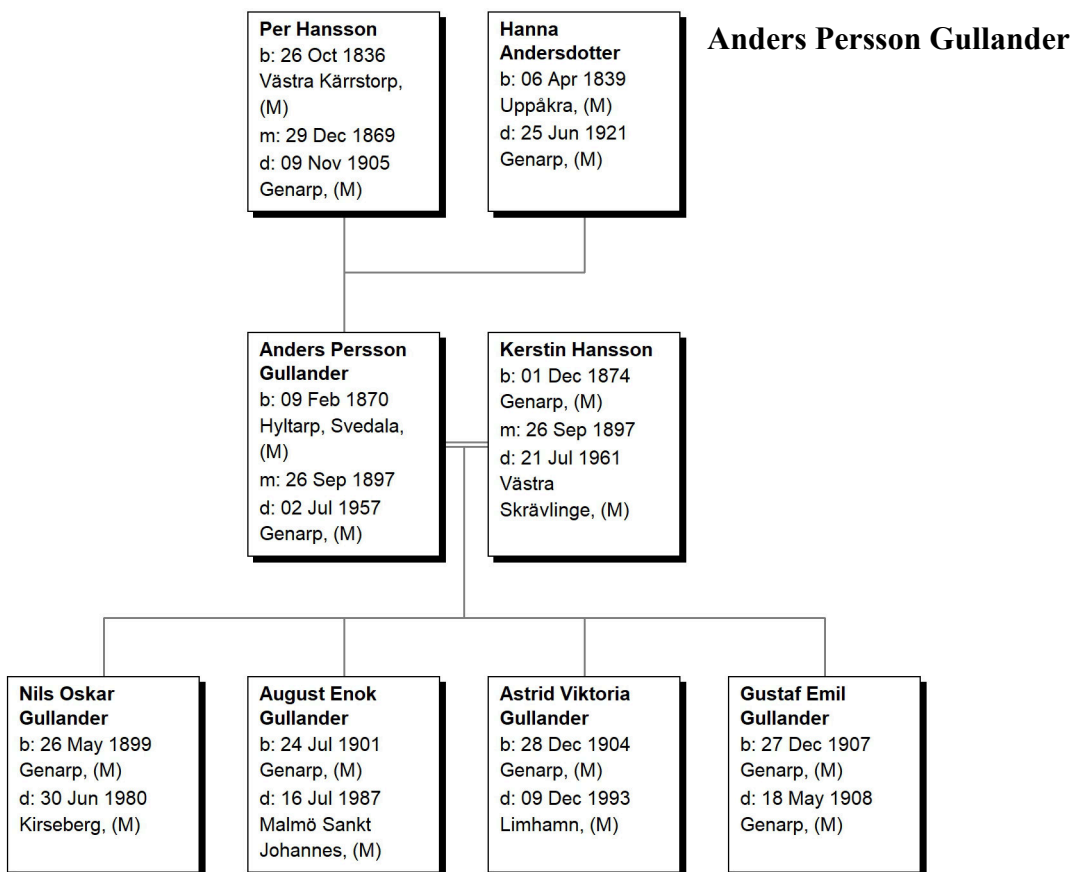 Anders Persson Gullander
Per Hansson
b: 26 Oct 1836
Västra Kärrstorp,
(M)
m: 29 Dec 1869
d: 09 Nov 1905
Genarp, (M)
Hanna
Andersdotter
b: 06 Apr 1839
Uppåkra, (M)
d: 25 Jun 1921
Genarp, (M)
Anders Persson
Gullander
b: 09 Feb 1870
Hyltarp, Svedala,
(M)
m: 26 Sep 1897
d: 02 Jul 1957
Genarp, (M)
Kerstin Hansson
b: 01 Dec 1874
Genarp, (M)
m: 26 Sep 1897
d: 21 Jul 1961
Västra
Skrävlinge, (M)
Nils Oskar
Gullander
b: 26 May 1899
Genarp, (M)
d: 30 Jun 1980
Kirseberg, (M)
August Enok
Gullander
b: 24 Jul 1901
Genarp, (M)
d: 16 Jul 1987
Malmö Sankt
Johannes, (M)
Astrid Viktoria
Gullander
b: 28 Dec 1904
Genarp, (M)
d: 09 Dec 1993
Limhamn, (M)
Gustaf Emil
Gullander
b: 27 Dec 1907
Genarp, (M)
d: 18 May 1908
Genarp, (M)